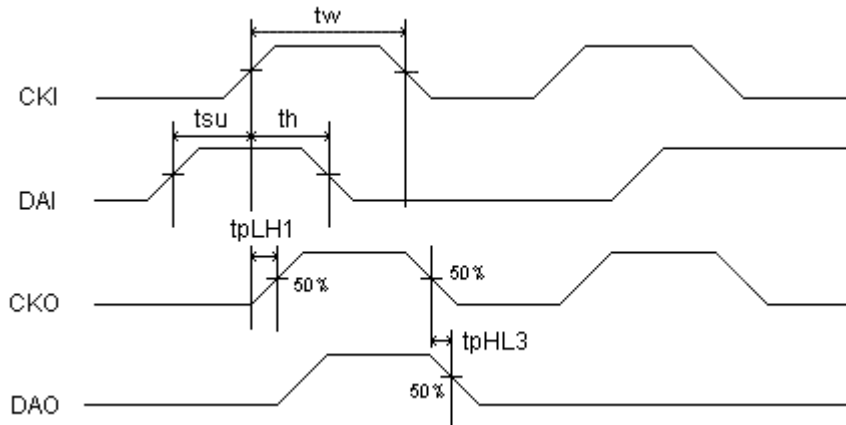 tw
CKI
tsu th
DAI
tpLH1
50%
50%
CKO
tpHL3
50%
DAO